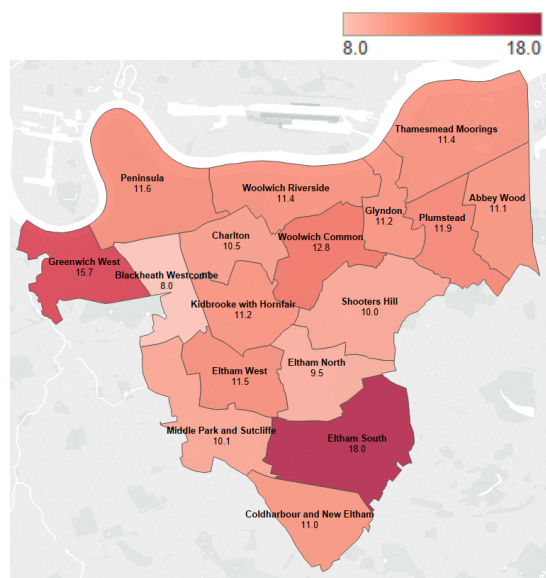 8.0
18.0
Thamesmead Moorings
11.4
Peninsula
11.6
Woolwich Riverside
11.4
Abbey Wood
11.1
Glyndon
11.2
Plumstead
11.9
Charlton
10.5
Woolwich Common
12.8
Greenwich West
15.7
Blackheath Westcombe
8.0
Kidbrooke with Hornfair
11.2
Shooters Hill
10.0
Eltham West
11.5
Eltham North
9.5
Middle Park and Sutcliffe
10.1
Eltham South
18.0
Coldharbour and New Eltham
11.0